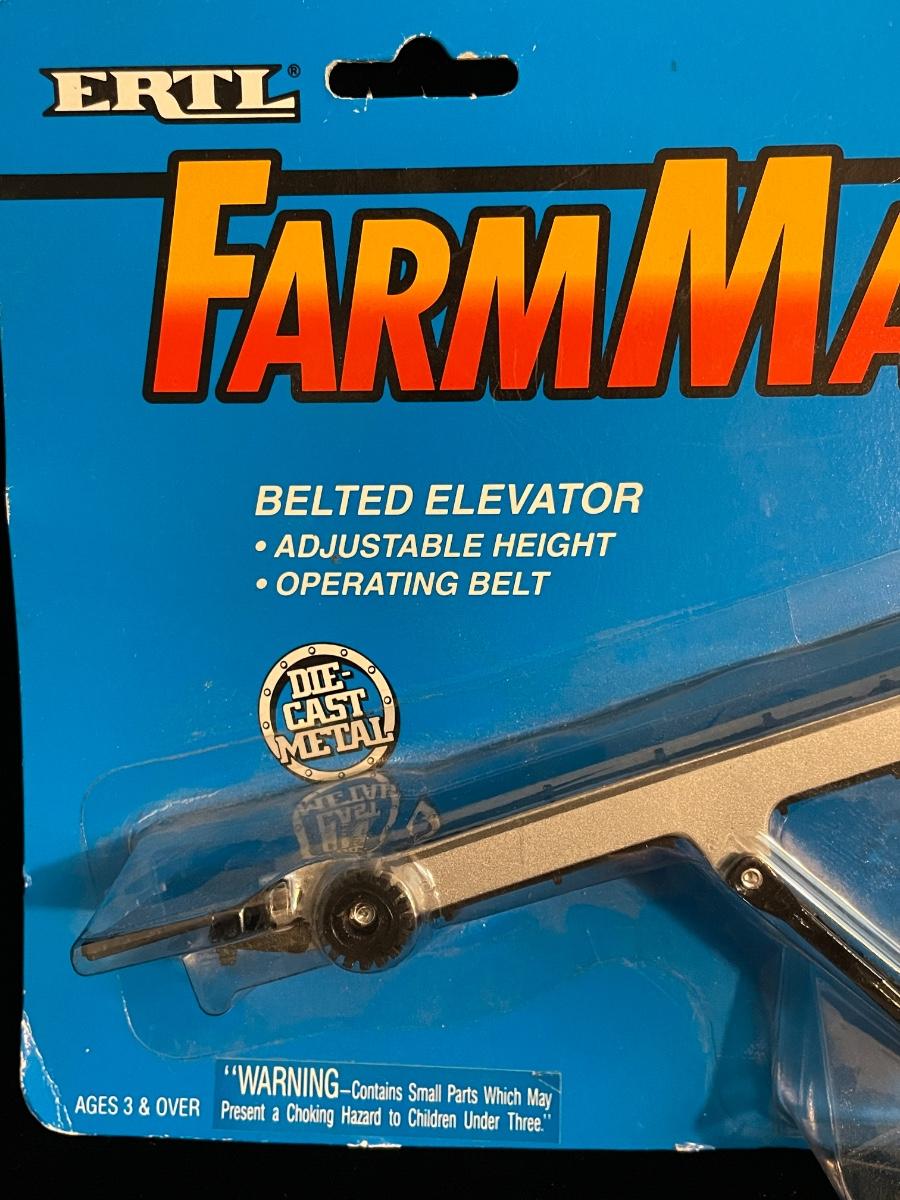 ERTL®
FARMMA
BELTED ELEVATOR
• ADJUSTABLE HEIGHT
• OPERATING BELT
DIE-
CAST
METAL
AGES 3 & OVER
“WARNING–Contains Small Parts Which May
Present a Choking Hazard to Children Under Three.”